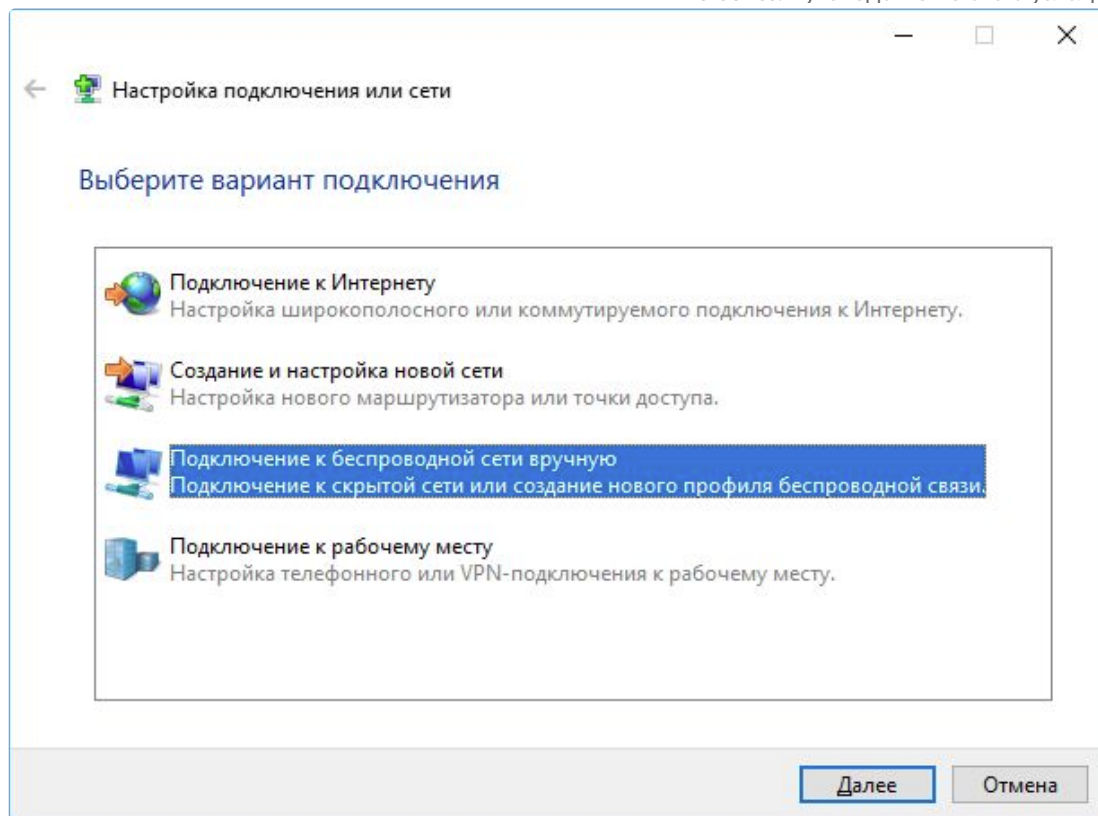 Настройка подключения или сети
Выберите вариант подключения
Подключение к Интернету
Настройка широкополосного или коммутируемого подключения к Интернету.
Создание и настройка новой сети
Настройка нового маршрутизатора или точки доступа.
Подключение к беспроводной сети вручную
Подключение к скрытой сети или создание нового профиля беспроводной связи.
Подключение к рабочему месту
Настройка телефонного или VPN-подключения к рабочему месту.
Далее Отмена